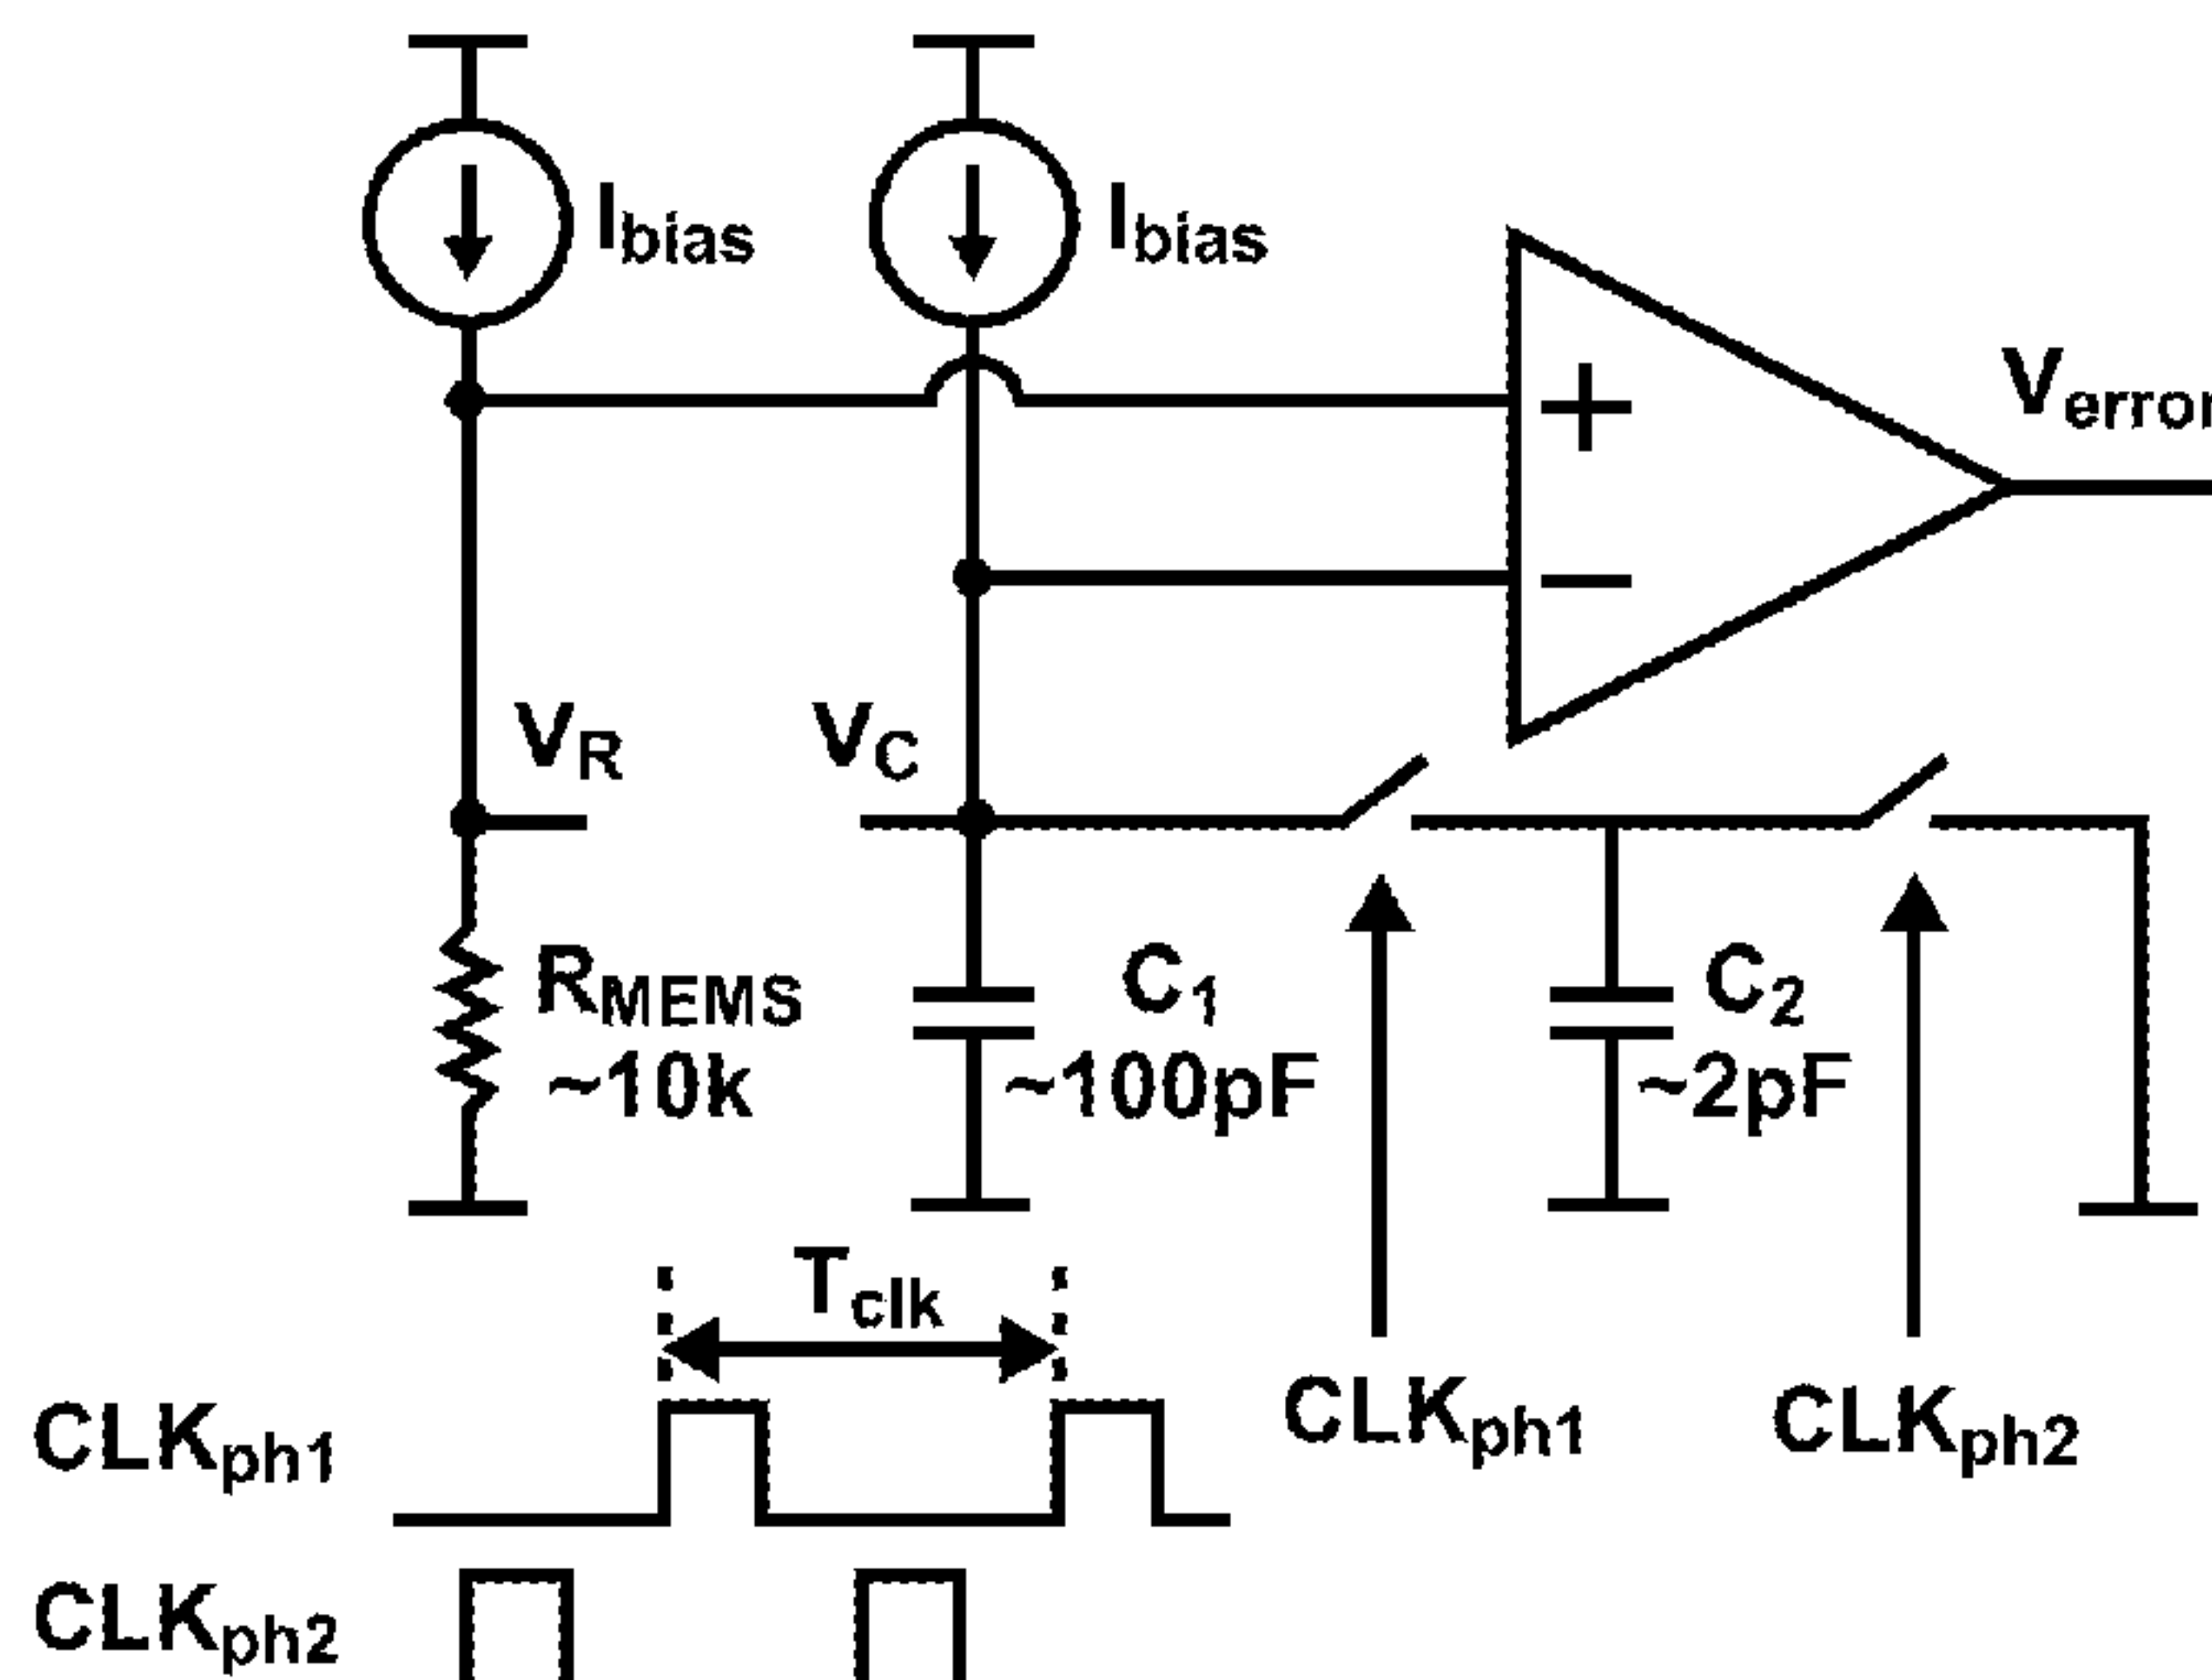 Ibias
Ibias
+
Verror
−
VR
VC
RMEMS
~10k
C1
~100pF
C2
~2pF
Tclk
CLKph1
CLKph2
CLKph1
CLKph2